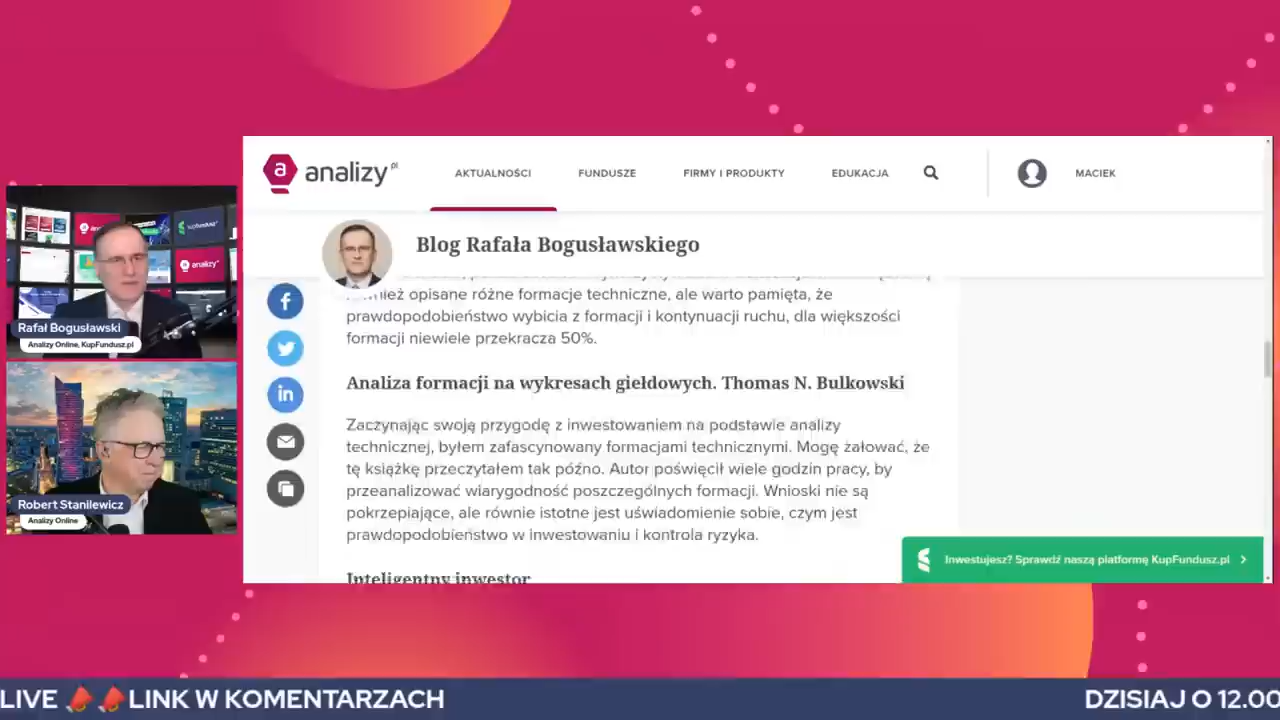 analizy.pl
AKTUALNOŚCI
FUNDUSZE
FIRMY I PRODUKTY
EDUKACJA
MACIEK
Blog Rafała Bogusławskiego
również opisane różne formacje techniczne, ale warto pamięta, że
prawdopodobieństwo wybicia z formacji i kontynuacji ruchu, dla większości
formacji niewiele przekracza 50%.
Analiza formacji na wykresach giełdowych. Thomas N. Bulkowski
Zaczynając swoją przygodę z inwestowaniem na podstawie analizy
technicznej, byłem zafascynowany formacjami technicznymi. Mogę żałować, że
tę książkę przeczytałem tak późno. Autor poświęcił wiele godzin pracy, by
przeanalizować wiarygodność poszczególnych formacji. Wnioski nie są
pokrzepiające, ale równie istotne jest uświadomienie sobie, czym jest
prawdopodobieństwo w inwestowaniu i kontrola ryzyka.
Inteligentny inwestor
Inwestujesz? Sprawdź naszą platformę KupFundusz.pl
analizy
Rafał Bogusławski
Analizy Online, KupFundusz.pl
Robert Stanilewicz
Analizy Online
LIVE LINK W KOMENTARZACH
DZISIAJ O 12.00